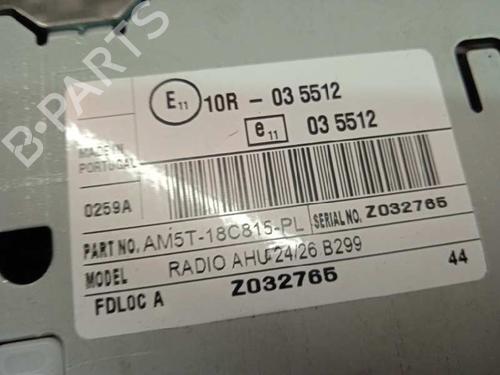 B-PARTS
E11 10R - 03 5512
e11 03 5512
MADE IN
PORTUGAL
0259A
PART NO. AM5T-18C815-PL SERIAL NO. Z032765
MODEL RADIO AHU 24/26 B299
FDLOC A Z032765 44